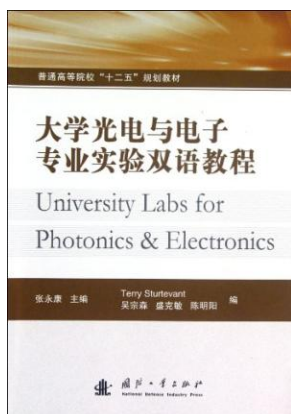 普通高等院校“十二五”规划教材
大学光电与电子
专业实验双语教程
University Labs for
Photonics & Electronics
张永康 主编
Terry Sturtevant
吴宗森 盛克敏 陈明阳 编
国防工业出版社
National Defense Industry Press